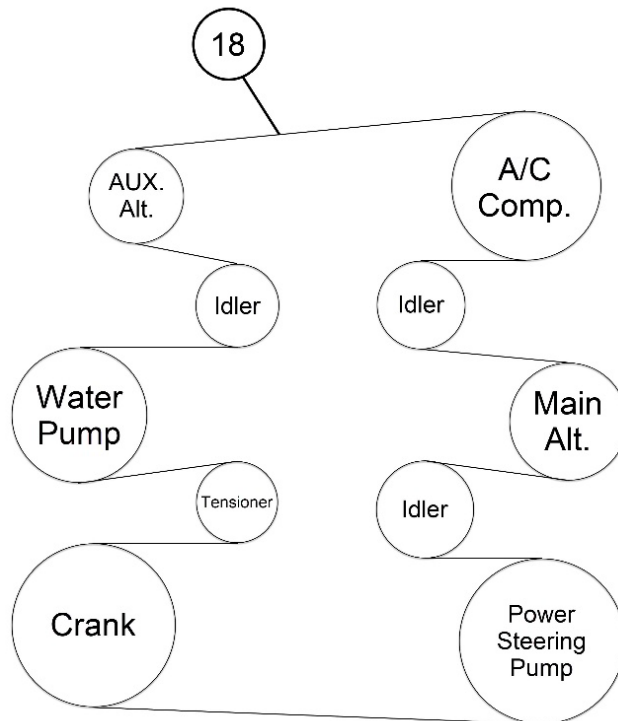 18
AUX.
Alt.
A/C
Comp.
Idler
Idler
Water
Pump
Main
Alt.
Tensioner
Idler
Crank
Power
Steering
Pump